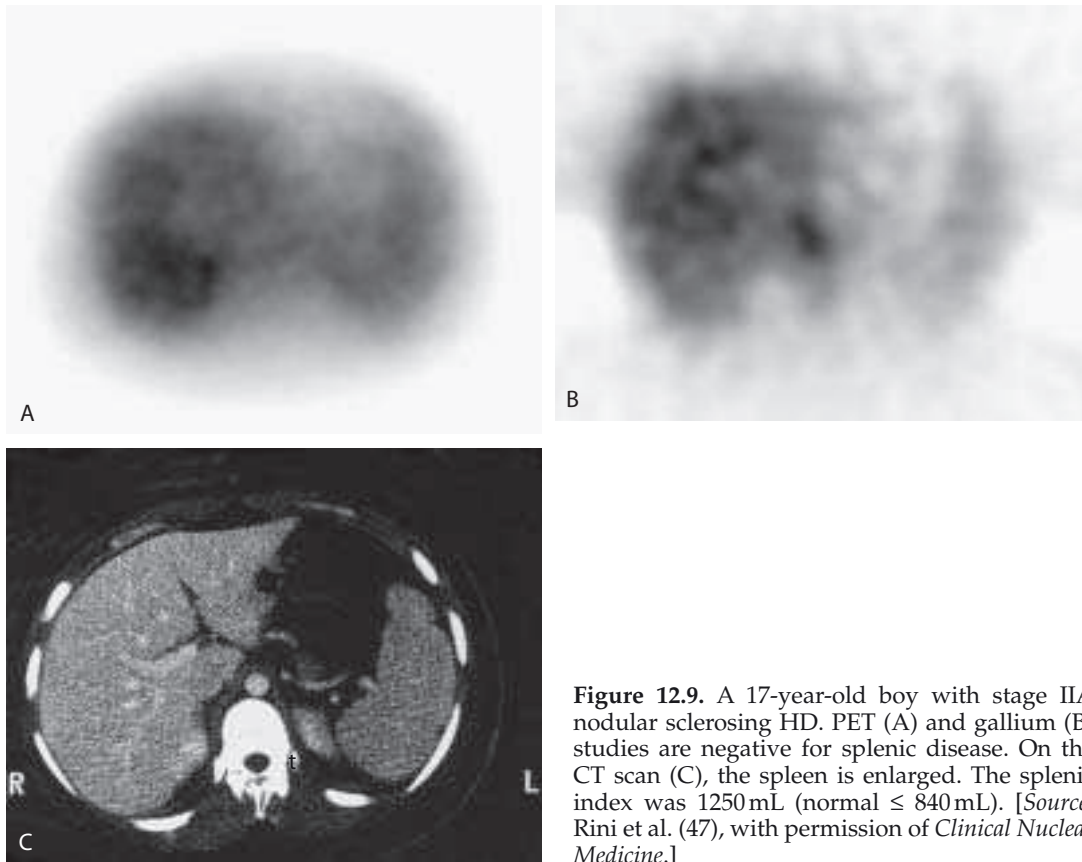 A
B
R
t
L
C
Figure 12.9. A 17-year-old boy with stage IIA
nodular sclerosing HD. PET (A) and gallium (B)
studies are negative for splenic disease. On the
CT scan (C), the spleen is enlarged. The splenic
index was 1250 mL (normal ≤ 840 mL). [Source:
Rini et al. (47), with permission of Clinical Nuclear
Medicine.]